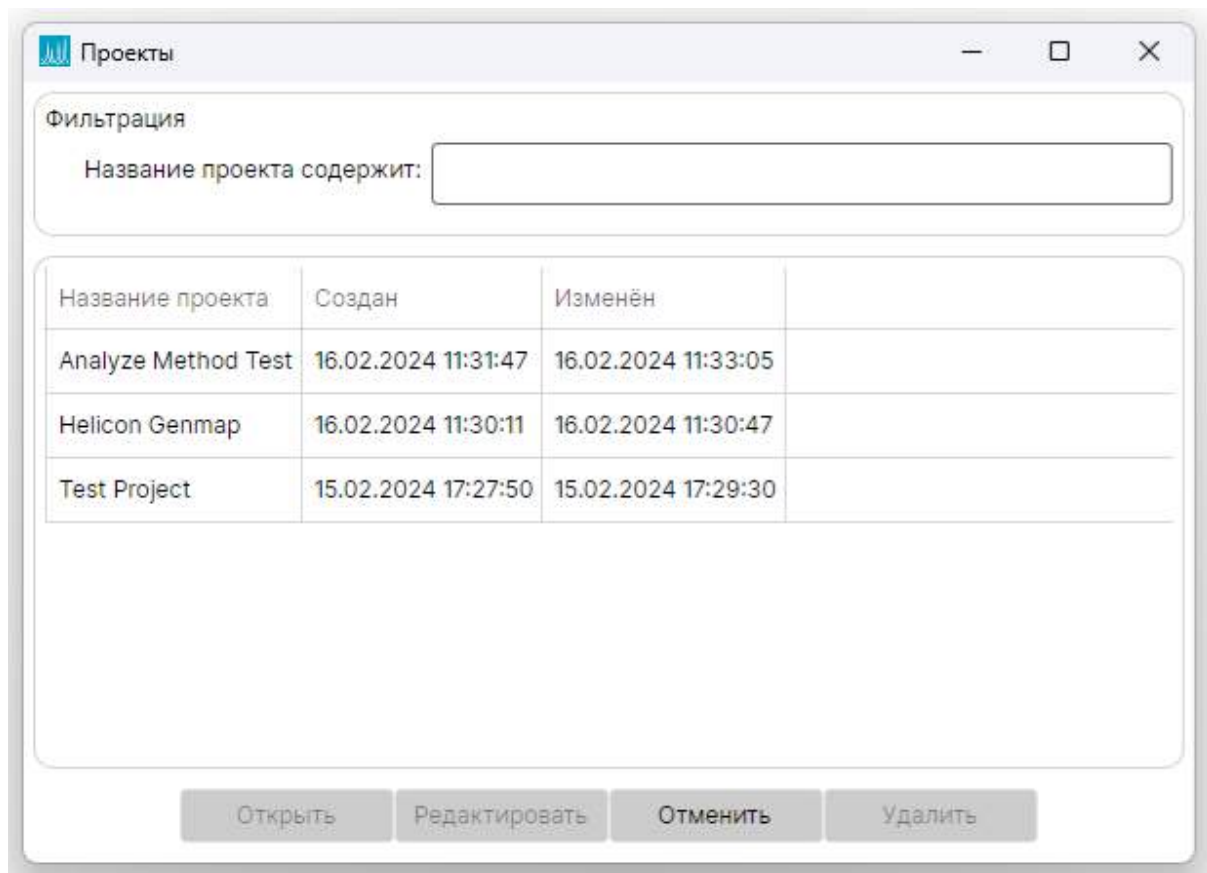 Проекты
Фильтрация
Название проекта содержит:
Название проекта Создан Изменён
Analyze Method Test 16.02.2024 11:31:47 16.02.2024 11:33:05
Helicon Genmap 16.02.2024 11:30:11 16.02.2024 11:30:47
Test Project 15.02.2024 17:27:50 15.02.2024 17:29:30
Открыть Редактировать Отменить Удалить